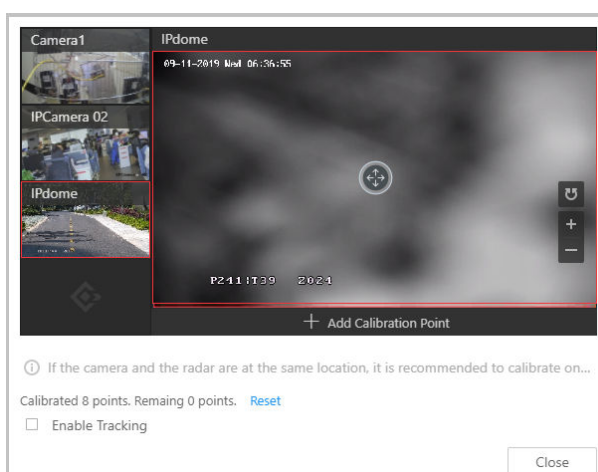 Camera1
IPdome
09-11-2019 Wed 06:36:55
IPCamera 02
IPdome
P241:T39 Z024
Add Calibration Point
If the camera and the radar are at the same location, it is recommended to calibrate on...
Calibrated 8 points. Remaing 0 points. Reset
Enable Tracking
Close